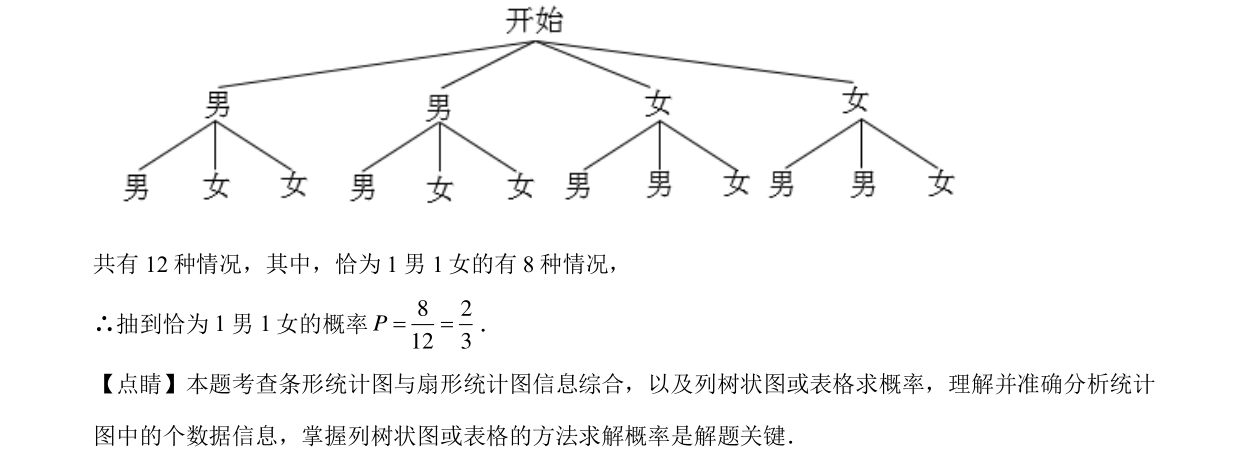 开始
男 男 女 女
男 女 女 男 女 女 男 男 女 男 男 女
共有 12 种情况，其中，恰为 1 男 1 女的有 8 种情况，
∴抽到恰为 1 男 1 女的概率 P = 8/12 = 2/3 .
【点睛】本题考查条形统计图与扇形统计图信息综合，以及列树状图或表格求概率，理解并准确分析统计
图中的个数据信息，掌握列树状图或表格的方法求解概率是解题关键.